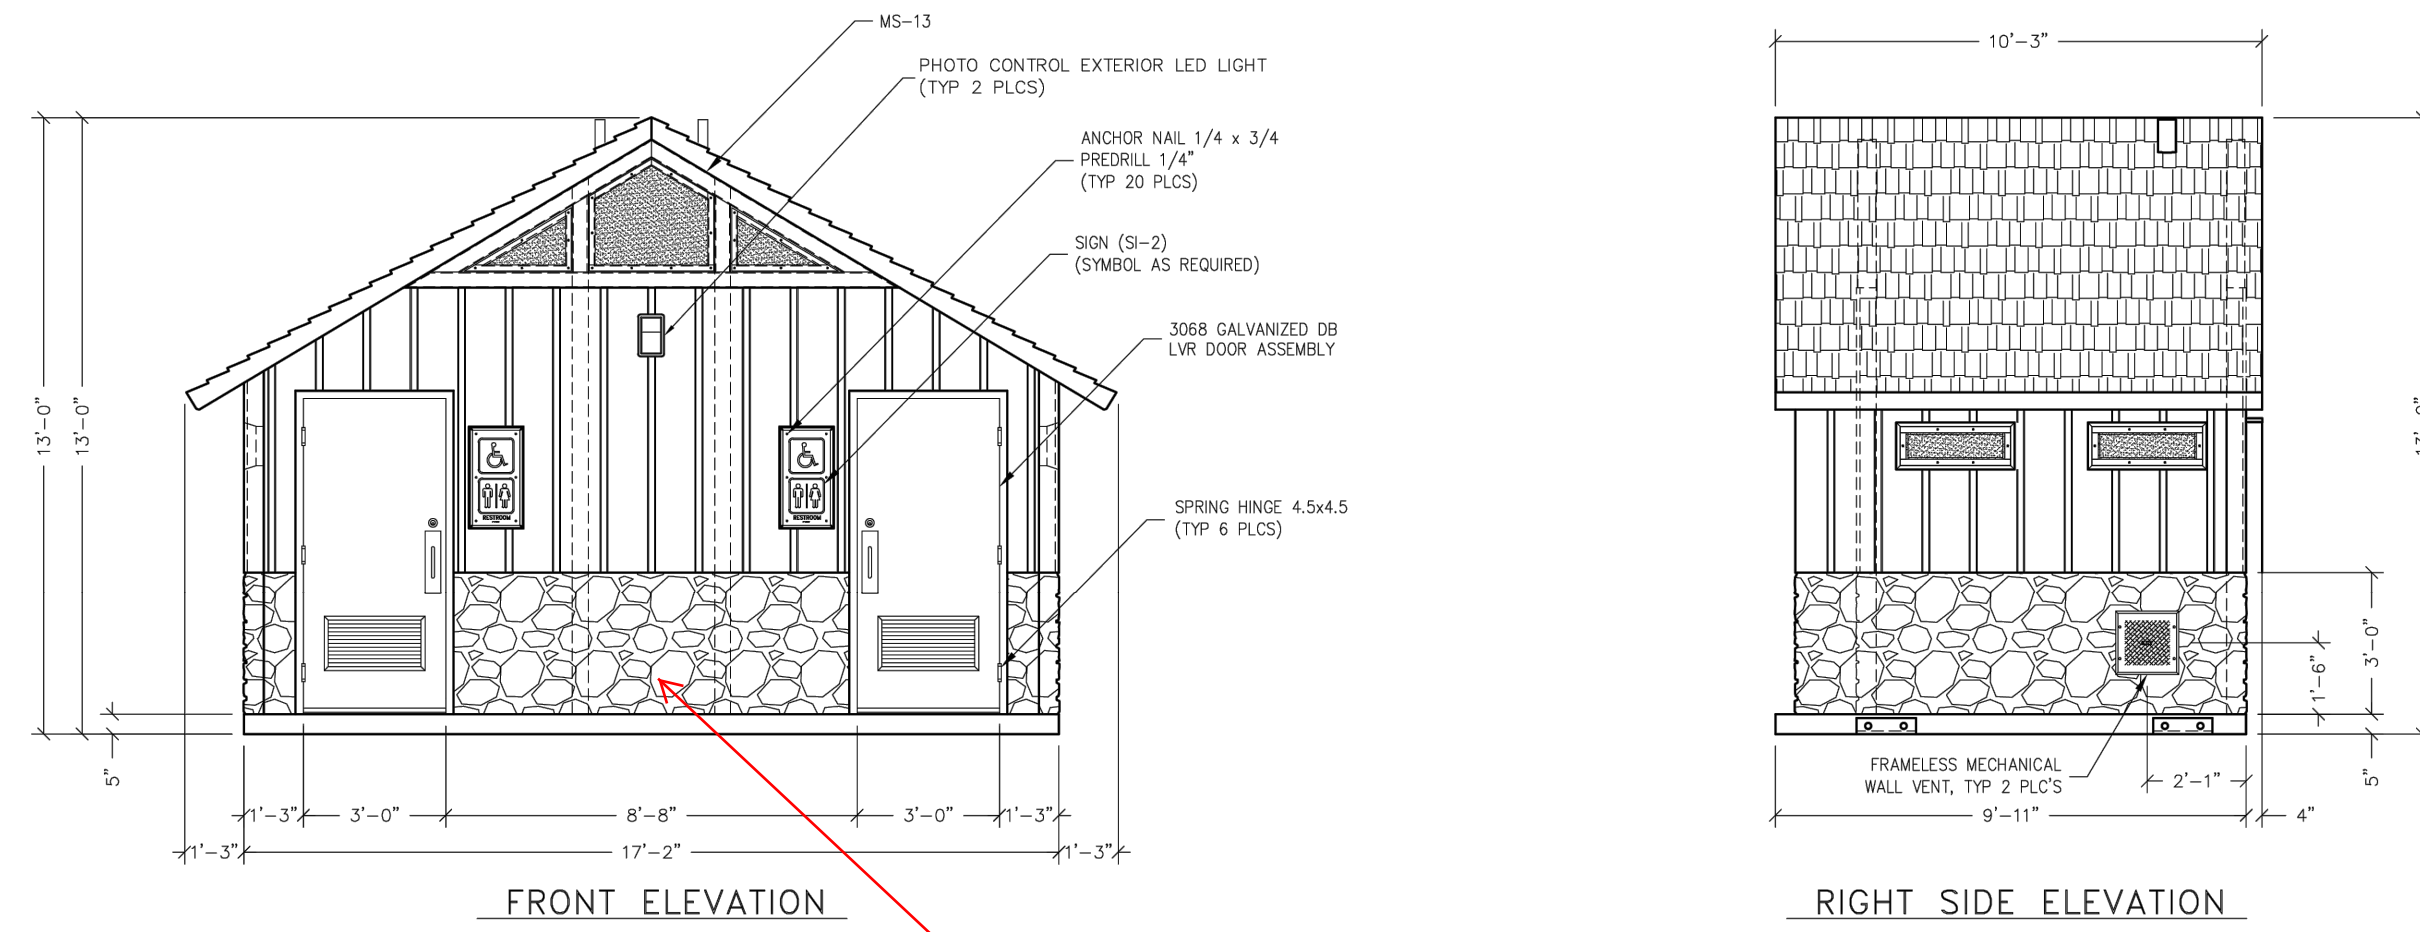 MS-13
PHOTO CONTROL EXTERIOR LED LIGHT
(TYP 2 PLCS)
ANCHOR NAIL 1/4 x 3/4
PREDRILL 1/4"
(TYP 20 PLCS)
SIGN (SI-2)
(SYMBOL AS REQUIRED)
3068 GALVANIZED DB
LVR DOOR ASSEMBLY
SPRING HINGE 4.5x4.5
(TYP 6 PLCS)
13'-0"
13'-0"
5"
RESTROOM
RESTROOM
1'-3"
3'-0"
8'-8"
3'-0"
1'-3"
1'-3"
17'-2"
1'-3"
FRONT ELEVATION
10'-3"
3'-0"
1'-6"
5"
FRAMELESS MECHANICAL
WALL VENT, TYP 2 PLC'S
2'-1"
9'-11"
4"
RIGHT SIDE ELEVATION